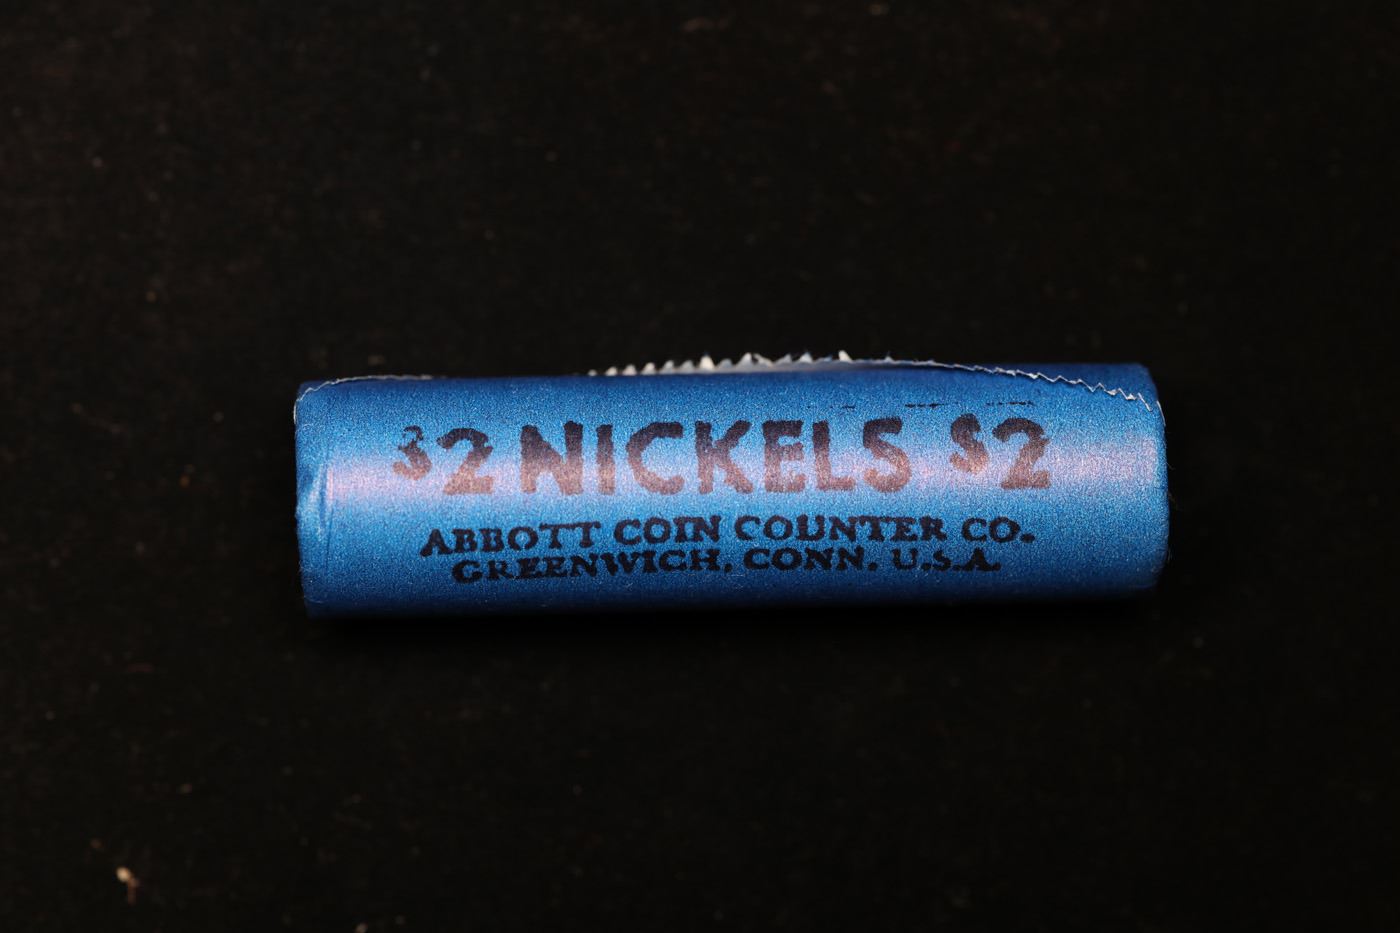 $2 NICKELS $2
ABBOTT COIN COUNTER CO.
GREENWICH, CONN. U.S.A.